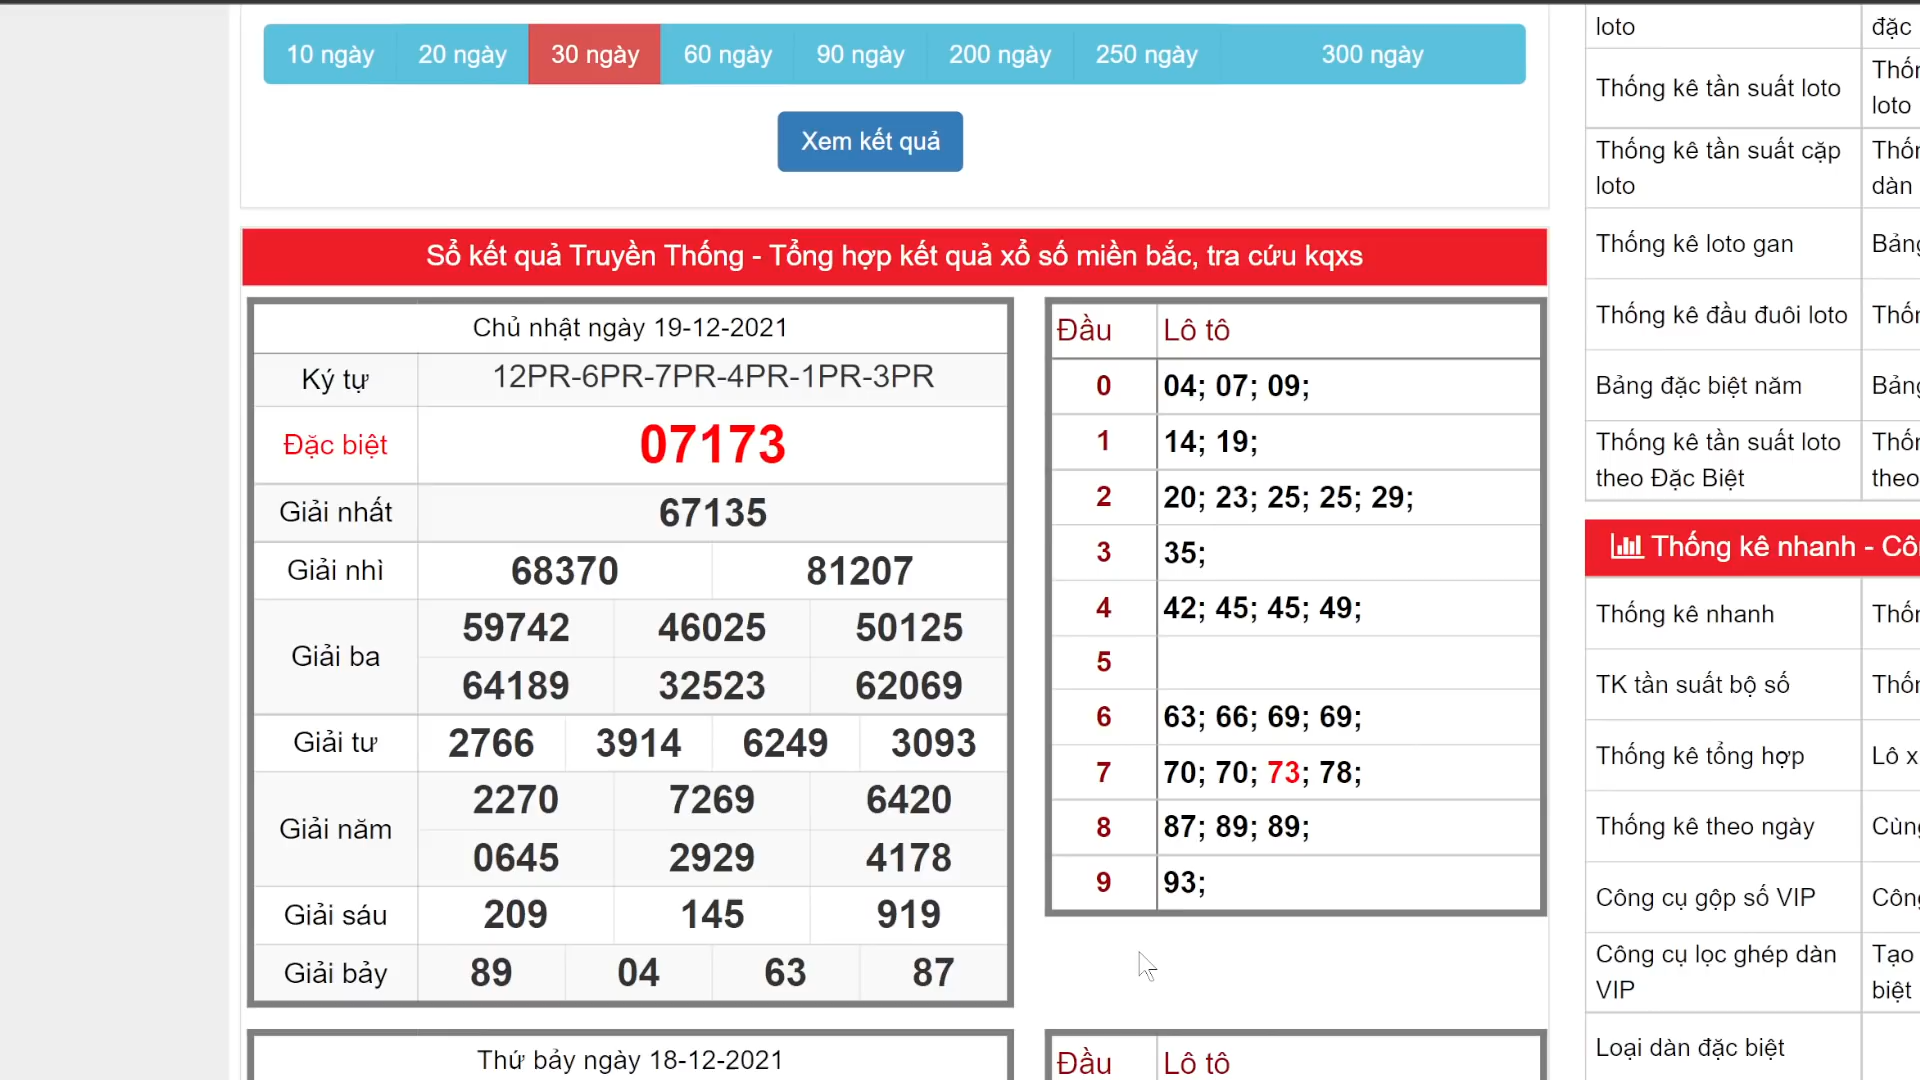 10 ngày 20 ngày 30 ngày 60 ngày 90 ngày 200 ngày 250 ngày 300 ngày
Xem kết quả
Sổ kết quả Truyền Thống - Tổng hợp kết quả xổ số miền bắc, tra cứu kqxs
Chủ nhật ngày 19-12-2021
Ký tự 12PR-6PR-7PR-4PR-1PR-3PR
Đặc biệt 07173
Giải nhất 67135
Giải nhì 68370 81207
Giải ba 59742 46025 50125
64189 32523 62069
Giải tư 2766 3914 6249 3093
Giải năm 2270 7269 6420
0645 2929 4178
Giải sáu 209 145 919
Giải bảy 89 04 63 87
Đầu Lô tô
0 04; 07; 09;
1 14; 19;
2 20; 23; 25; 25; 29;
3 35;
4 42; 45; 45; 49;
5
6 63; 66; 69; 69;
7 70; 70; 73; 78;
8 87; 89; 89;
9 93;
Thứ bảy ngày 18-12-2021
Đầu Lô tô
loto đặc
Thống kê tần suất loto
loto
Thống kê tần suất cặp
loto dàn
Thống kê loto gan
Thống kê đầu đuôi loto
Bảng đặc biệt năm
Thống kê tần suất loto
theo Đặc Biệt theo
Thống kê nhanh -
Thống kê nhanh
TK tần suất bộ số
Thống kê tổng hợp Lô
Thống kê theo ngày
Công cụ gộp số VIP
Công cụ lọc ghép dàn Tạo
VIP biệt
Loại dàn đặc biệt